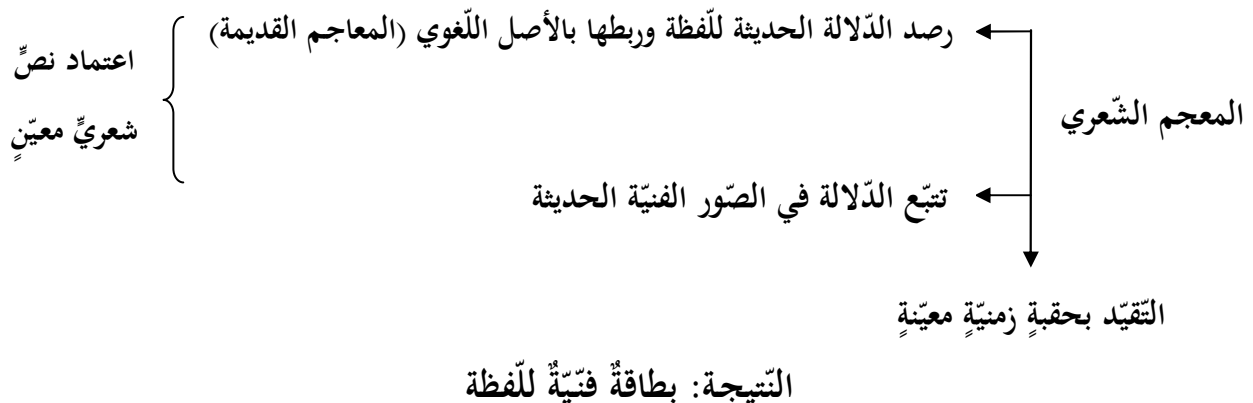 رصد الدّلالة الحديثة للّفظة وربطها بالأصل اللّغوي (المعاجم القديمة)
اعتماد نصٍّ
شعريٍّ معيّنٍ
المعجم الشّعري
تتبّع الدّلالة في الصّور الفنيّة الحديثة
التّقيّد بحقبةٍ زمنيّةٍ معيّنةٍ
النّتيجة: بطاقةٌ فنّيّةٌ للّفظة